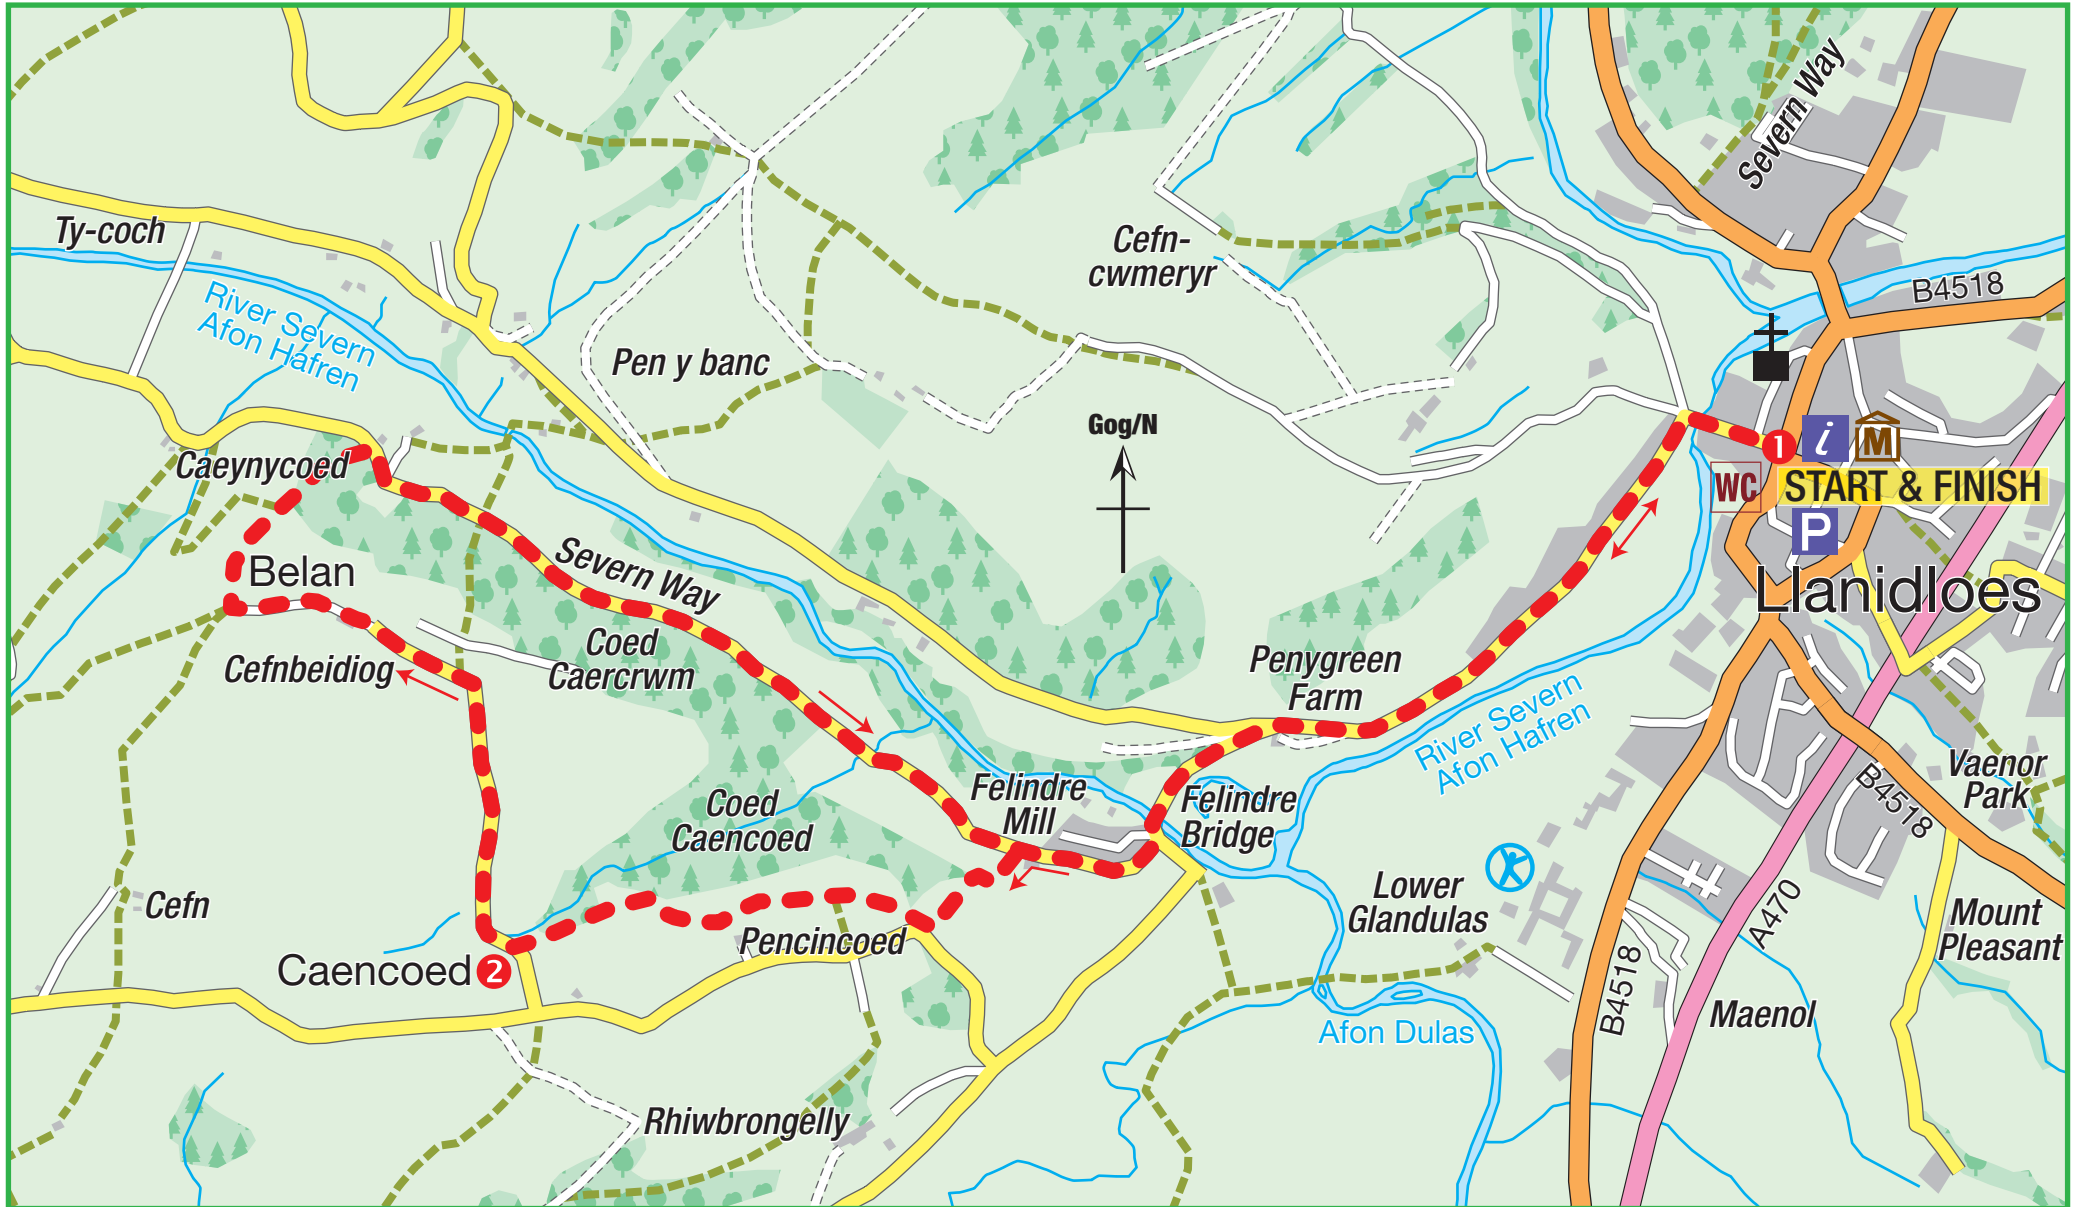 Severn Way
Ty-coch
Cefn-
cwmeryr
B4518
River Severn
Afon Hafren
Pen y banc
Gog/N
1
i
M
Caeynycoed
WC
START & FINISH
P
Belan
Severn Way
Llanidloes
Coed
Caercrwm
Cefnbeidiog
Penygreen
Farm
River Severn
Afon Hafren
Vaenor
Park
B4518
Felindre
Mill
Felindre
Bridge
Coed
Caencoed
Cefn
Lower
Glandulas
A470
Mount
Pleasant
Pencincoed
Caencoed
2
B4518
Maenol
Afon Dulas
Rhiwbrongelly